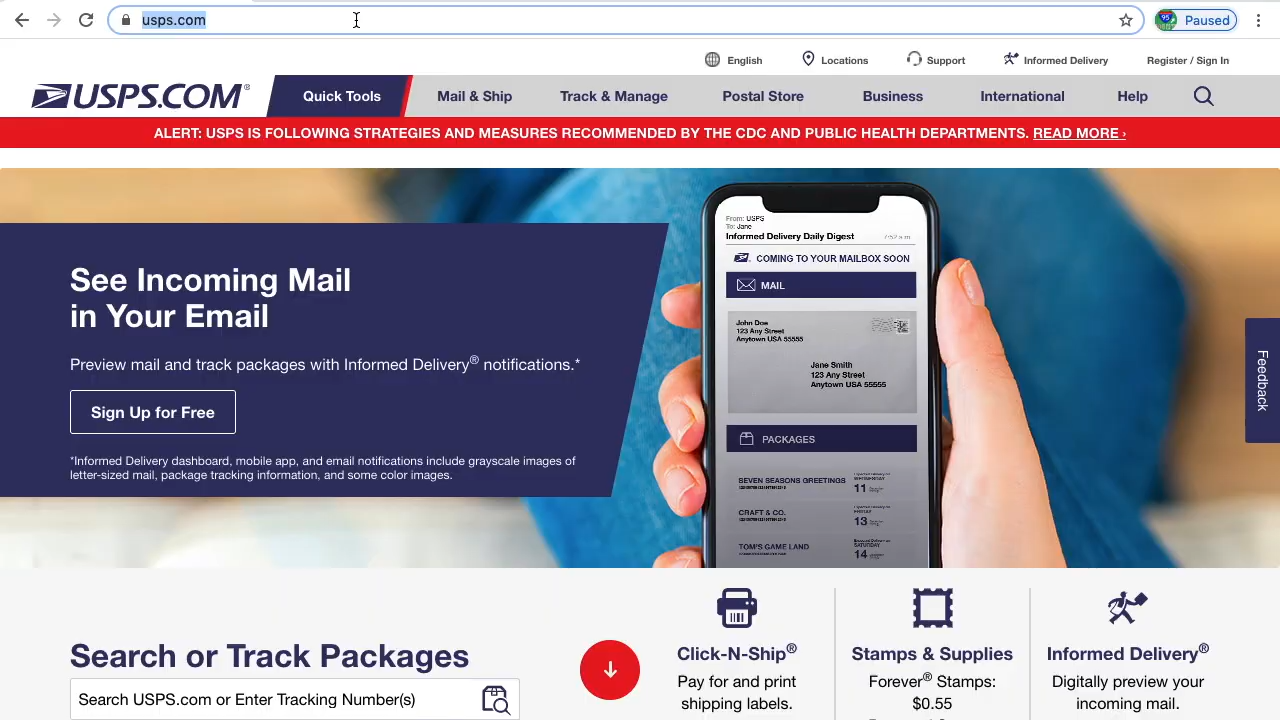 usps.com
Paused
English
Locations
Support
Informed Delivery
Register / Sign In
USPS.COM®
Quick Tools
Mail & Ship
Track & Manage
Postal Store
Business
International
Help
ALERT: USPS IS FOLLOWING STRATEGIES AND MEASURES RECOMMENDED BY THE CDC AND PUBLIC HEALTH DEPARTMENTS. READ MORE ›
See Incoming Mail
in Your Email
Preview mail and track packages with Informed Delivery® notifications.*
Sign Up for Free
*Informed Delivery dashboard, mobile app, and email notifications include grayscale images of
letter-sized mail, package tracking information, and some color images.
From: USPS
To: Jane
Informed Delivery Daily Digest
7:52 a.m.
COMING TO YOUR MAILBOX SOON
MAIL
John Doe
123 Any Street
Anytown USA 55555
Jane Smith
123 Any Street
Anytown USA 55555
PACKAGES
SEVEN SEASONS GREETINGS
11
CRAFT & CO.
13
TOM'S GAME LAND
14
Feedback
Search or Track Packages
Search USPS.com or Enter Tracking Number(s)
Click-N-Ship®
Pay for and print
shipping labels.
Stamps & Supplies
Forever® Stamps:
$0.55
Informed Delivery®
Digitally preview your
incoming mail.